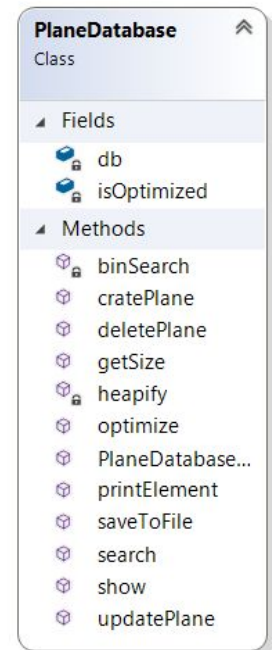 PlaneDatabase
Class
Fields
db
isOptimized
Methods
binSearch
cratePlane
deletePlane
getSize
heapify
optimize
PlaneDatabase...
printElement
saveToFile
search
show
updatePlane